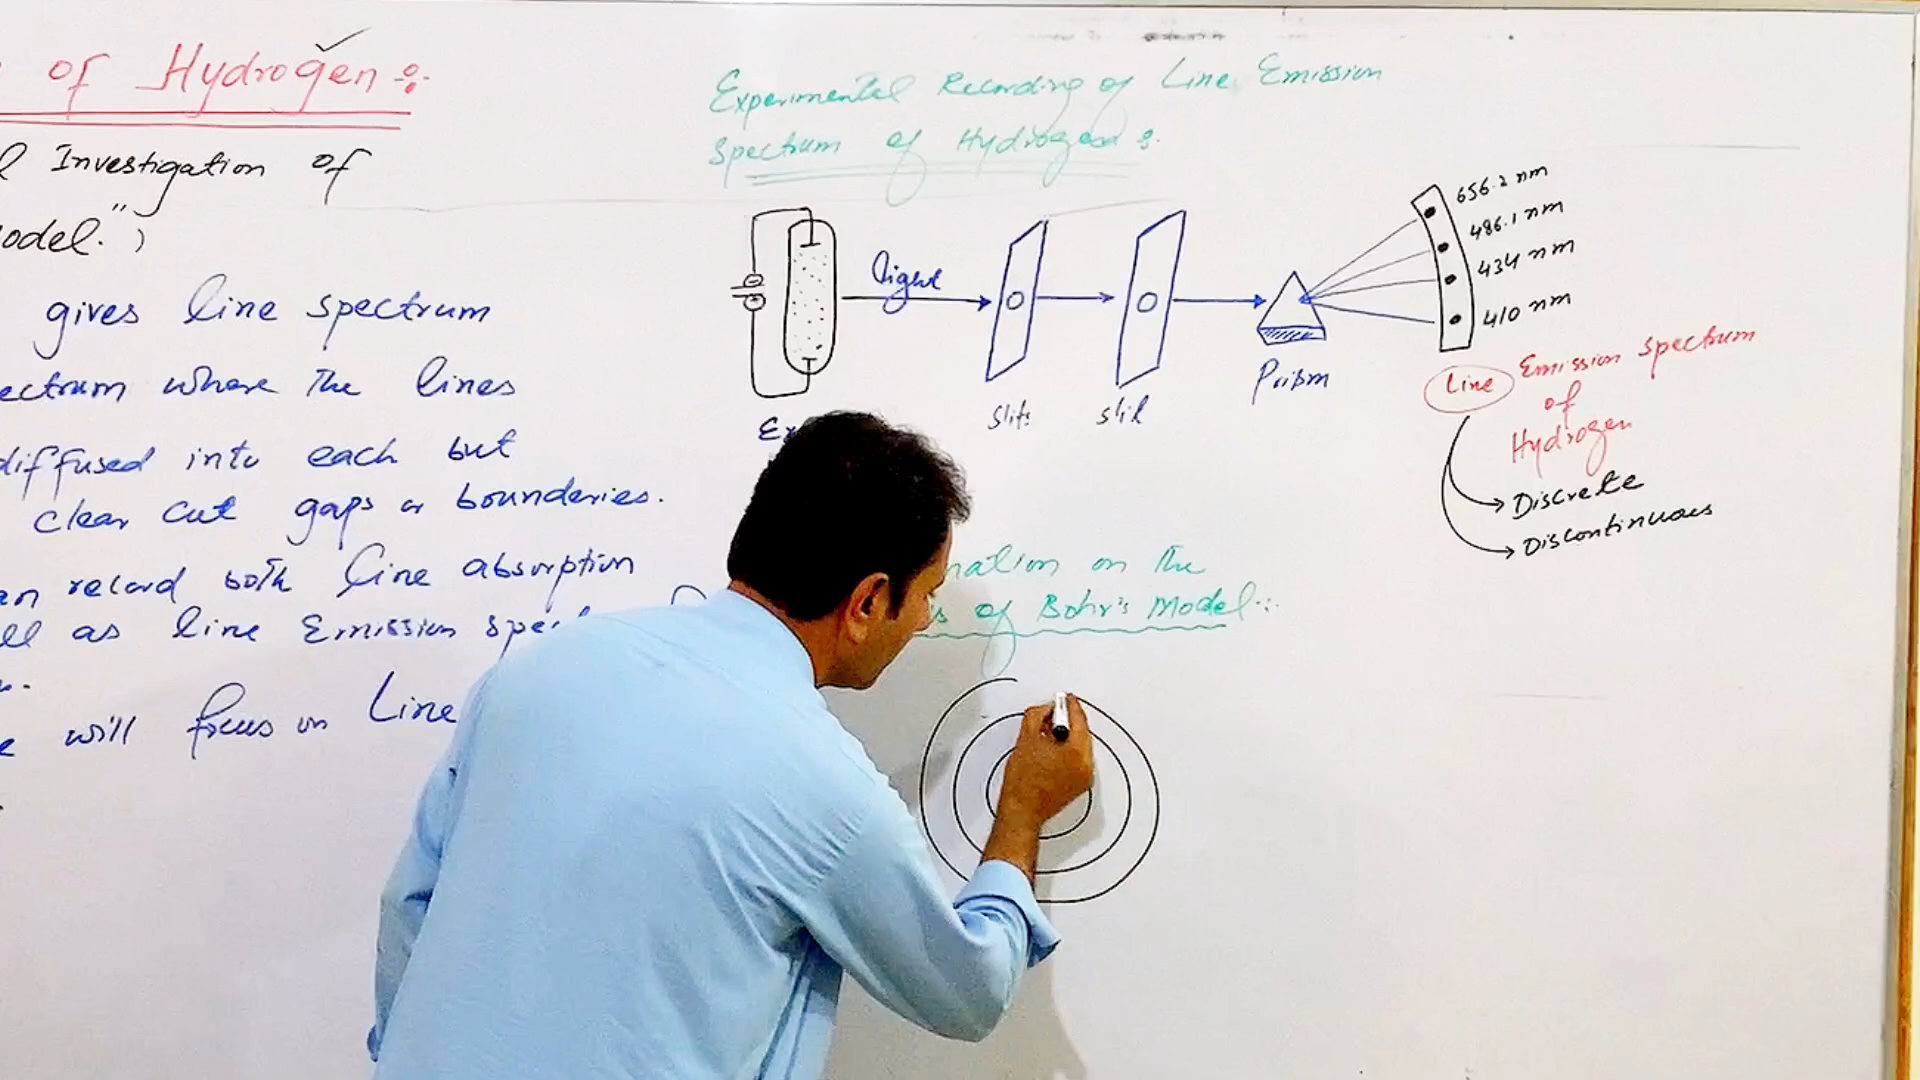 of Hydrogen :-
Investigation of
odel.")
gives line spectrum
ectrum where The lines
diffused into each but
clear cut gaps or bounderies.
an record both line absorption
ll as line Emission spe
will focus on Line
Experimental Recording of Line Emission
Spectrum of Hydrogen :-
light
Slits
slit
Prism
656.2 nm
486.1 nm
434 nm
410 nm
Line Emission spectrum
of
Hydrogen
Discrete
Discontinuous
nation on The
s of Bohr's Model :-